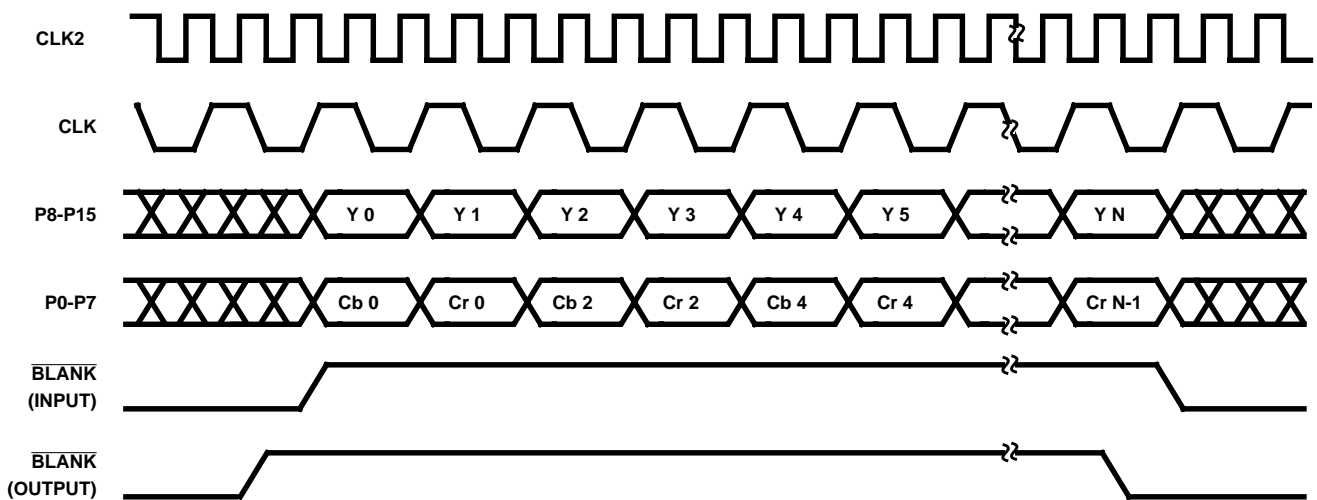 CLK2
CLK
P8-P15
Y 0 Y 1 Y 2 Y 3 Y 4 Y 5 Y N
P0-P7
Cb 0 Cr 0 Cb 2 Cr 2 Cb 4 Cr 4 Cr N-1
BLANK
(INPUT)
BLANK
(OUTPUT)